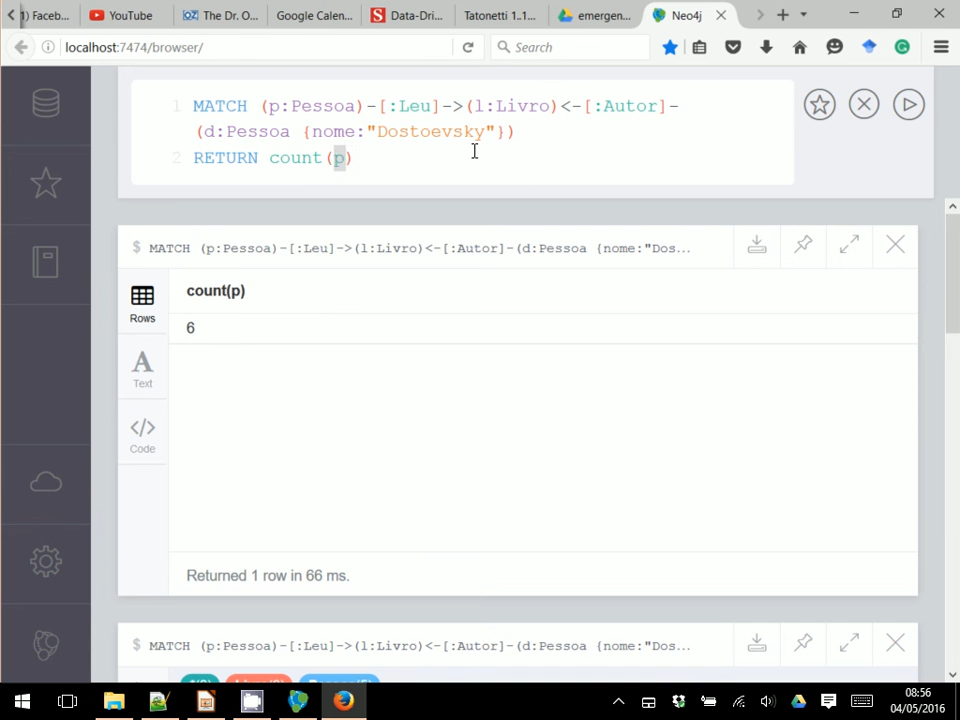 1) Faceb...
YouTube
The Dr. O...
Google Calen...
Data-Dri...
Tatonetti 1.1...
emergen...
Neo4j
localhost:7474/browser/
Search
1 MATCH (p:Pessoa)-[:Leu]->(l:Livro)<-[:Autor]-
(d:Pessoa {nome:"Dostoevsky"})
2 RETURN count(p)
$ MATCH (p:Pessoa)-[:Leu]->(l:Livro)<-[:Autor]-(d:Pessoa {nome:"Dos...
count(p)
Rows
6
A
Text
</>
Code
Returned 1 row in 66 ms.
$ MATCH (p:Pessoa)-[:Leu]->(l:Livro)<-[:Autor]-(d:Pessoa {nome:"Dos...
08:56
04/05/2016